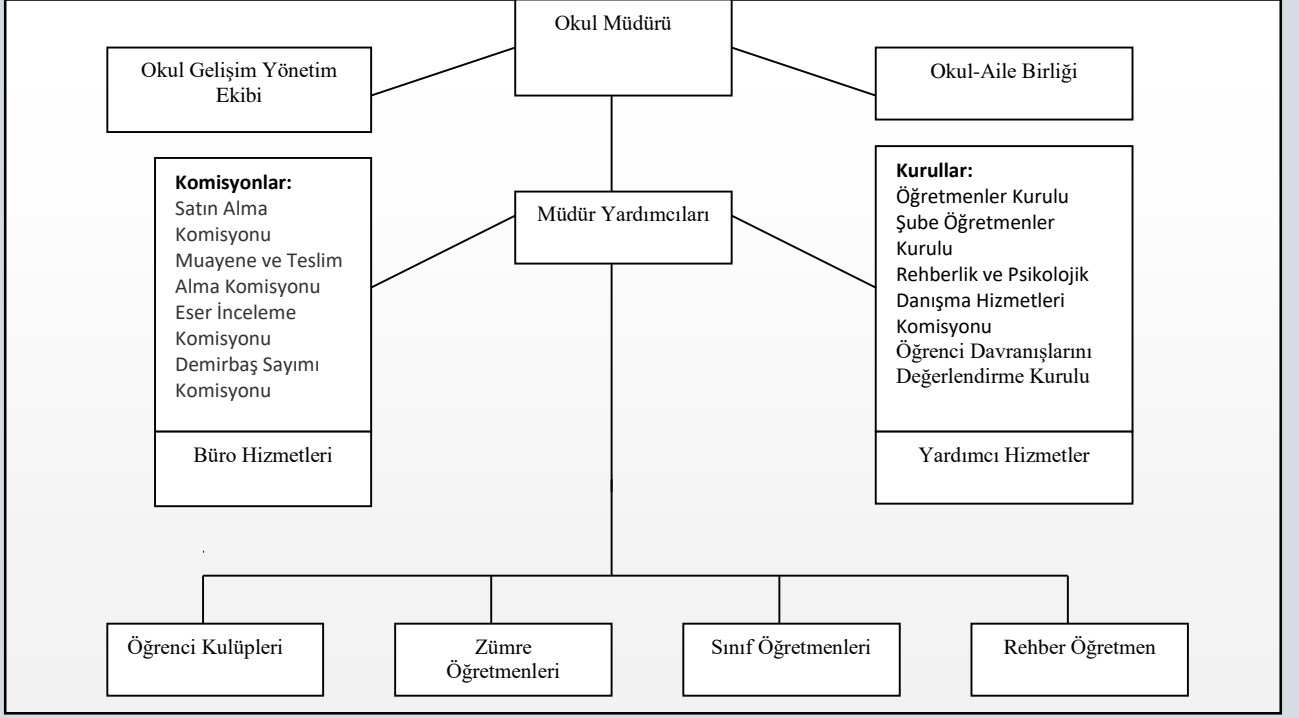 Okul Müdürü
Okul Gelişim Yönetim
Ekibi
Okul-Aile Birliği
Komisyonlar:
Satın Alma
Komisyonu
Muayene ve Teslim
Alma Komisyonu
Eser İnceleme
Komisyonu
Demirbaş Sayımı
Komisyonu
Müdür Yardımcıları
Kurullar:
Öğretmenler Kurulu
Şube Öğretmenler
Kurulu
Rehberlik ve Psikolojik
Danışma Hizmetleri
Komisyonu
Öğrenci Davranışlarını
Değerlendirme Kurulu
Büro Hizmetleri
Yardımcı Hizmetler
Öğrenci Kulüpleri
Zümre
Öğretmenleri
Sınıf Öğretmenleri
Rehber Öğretmen